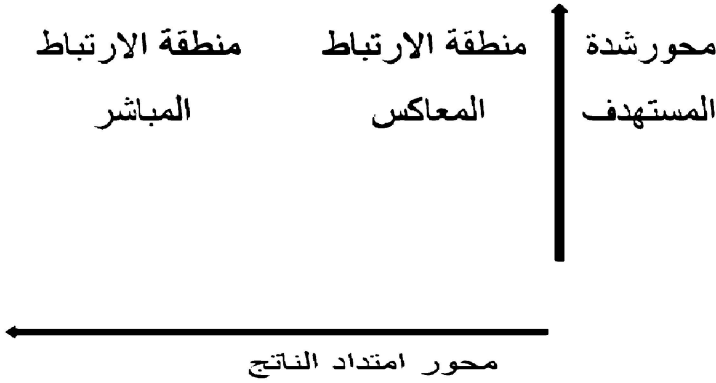 محور شدة
المستهدف
منطقة الارتباط
المعاكس
منطقة الارتباط
المباشر
محور امتداد الناتج